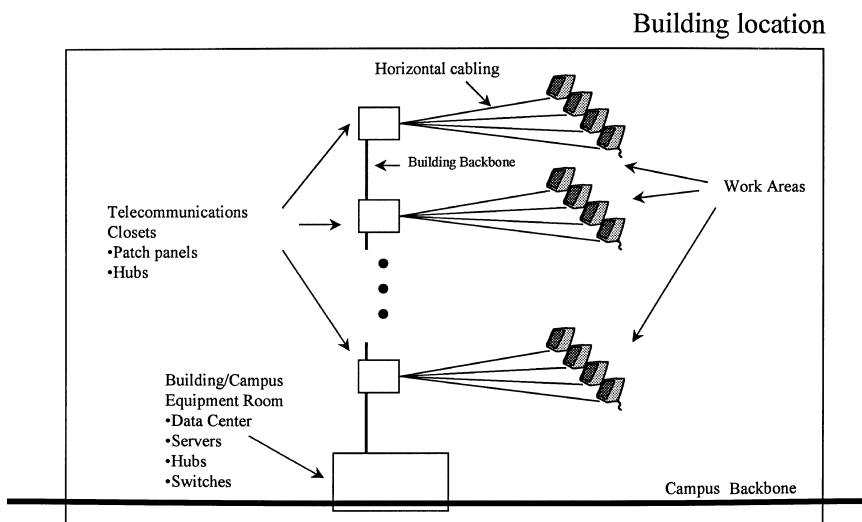 Building location
Horizontal cabling
Building Backbone
Work Areas
Telecommunications
Closets
•Patch panels
•Hubs
Building/Campus
Equipment Room
•Data Center
•Servers
•Hubs
•Switches
Campus Backbone